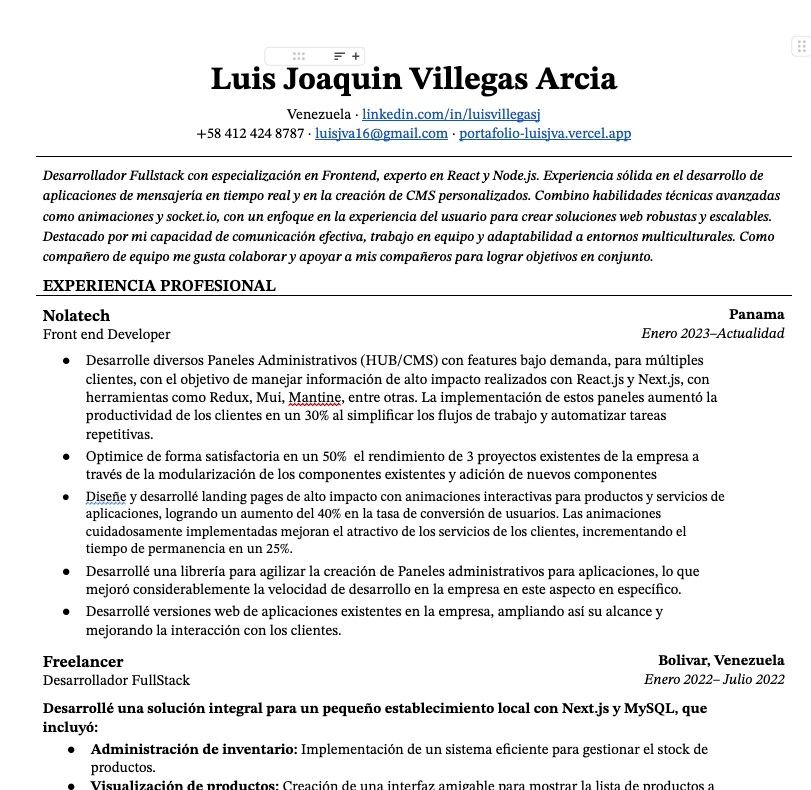 Luis Joaquin Villegas Arcia
Venezuela · linkedin.com/in/luisvillegasj
+58 412 424 8787 · luisjva16@gmail.com · portafolio-luisjva.vercel.app
Desarrollador Fullstack con especialización en Frontend, experto en React y Node.js. Experiencia sólida en el desarrollo de
aplicaciones de mensajería en tiempo real y en la creación de CMS personalizados. Combino habilidades técnicas avanzadas
como animaciones y socket.io, con un enfoque en la experiencia del usuario para crear soluciones web robustas y escalables.
Destacado por mi capacidad de comunicación efectiva, trabajo en equipo y adaptabilidad a entornos multiculturales. Como
compañero de equipo me gusta colaborar y apoyar a mis compañeros para lograr objetivos en conjunto.
EXPERIENCIA PROFESIONAL
Nolatech Panama
Front end Developer Enero 2023–Actualidad
● Desarrolle diversos Paneles Administrativos (HUB/CMS) con features bajo demanda, para múltiples
clientes, con el objetivo de manejar información de alto impacto realizados con React.js y Next.js, con
herramientas como Redux, Mui, Mantine, entre otras. La implementación de estos paneles aumentó la
productividad de los clientes en un 30% al simplificar los flujos de trabajo y automatizar tareas
repetitivas.
● Optimice de forma satisfactoria en un 50% el rendimiento de 3 proyectos existentes de la empresa a
través de la modularización de los componentes existentes y adición de nuevos componentes
● Diseñe y desarrollé landing pages de alto impacto con animaciones interactivas para productos y servicios de
aplicaciones, logrando un aumento del 40% en la tasa de conversión de usuarios. Las animaciones
cuidadosamente implementadas mejoran el atractivo de los servicios de los clientes, incrementando el
tiempo de permanencia en un 25%.
● Desarrollé una librería para agilizar la creación de Paneles administrativos para aplicaciones, lo que
mejoró considerablemente la velocidad de desarrollo en la empresa en este aspecto en específico.
● Desarrollé versiones web de aplicaciones existentes en la empresa, ampliando así su alcance y
mejorando la interacción con los clientes.
Freelancer Bolivar, Venezuela
Desarrollador FullStack Enero 2022– Julio 2022
Desarrollé una solución integral para un pequeño establecimiento local con Next.js y MySQL, que
incluyó:
● Administración de inventario: Implementación de un sistema eficiente para gestionar el stock de
productos.
● Visualización de productos: Creación de una interfaz amigable para mostrar la lista de productos a